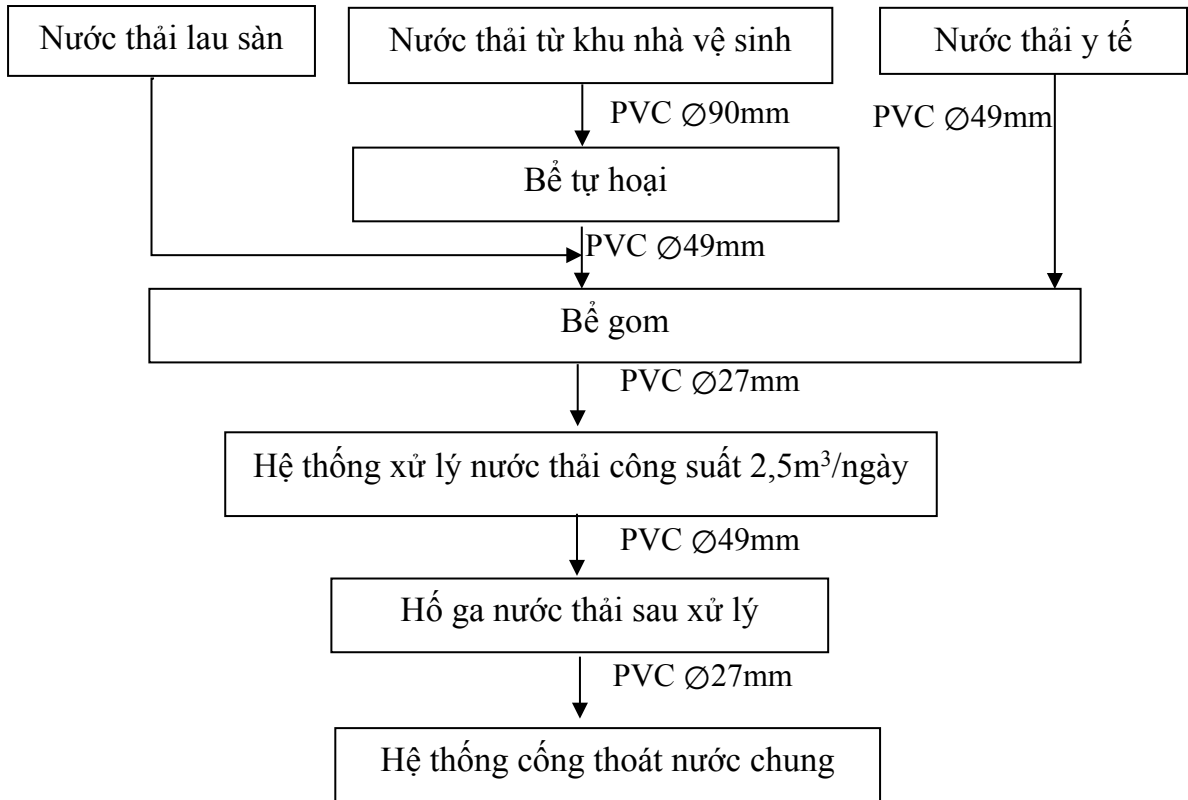 Nước thải lau sàn
Nước thải từ khu nhà vệ sinh
Nước thải y tế
PVC ∅90mm
PVC ∅49mm
Bể tự hoại
PVC ∅49mm
Bể gom
PVC ∅27mm
Hệ thống xử lý nước thải công suất 2,5m³/ngày
PVC ∅49mm
Hố ga nước thải sau xử lý
PVC ∅27mm
Hệ thống cống thoát nước chung